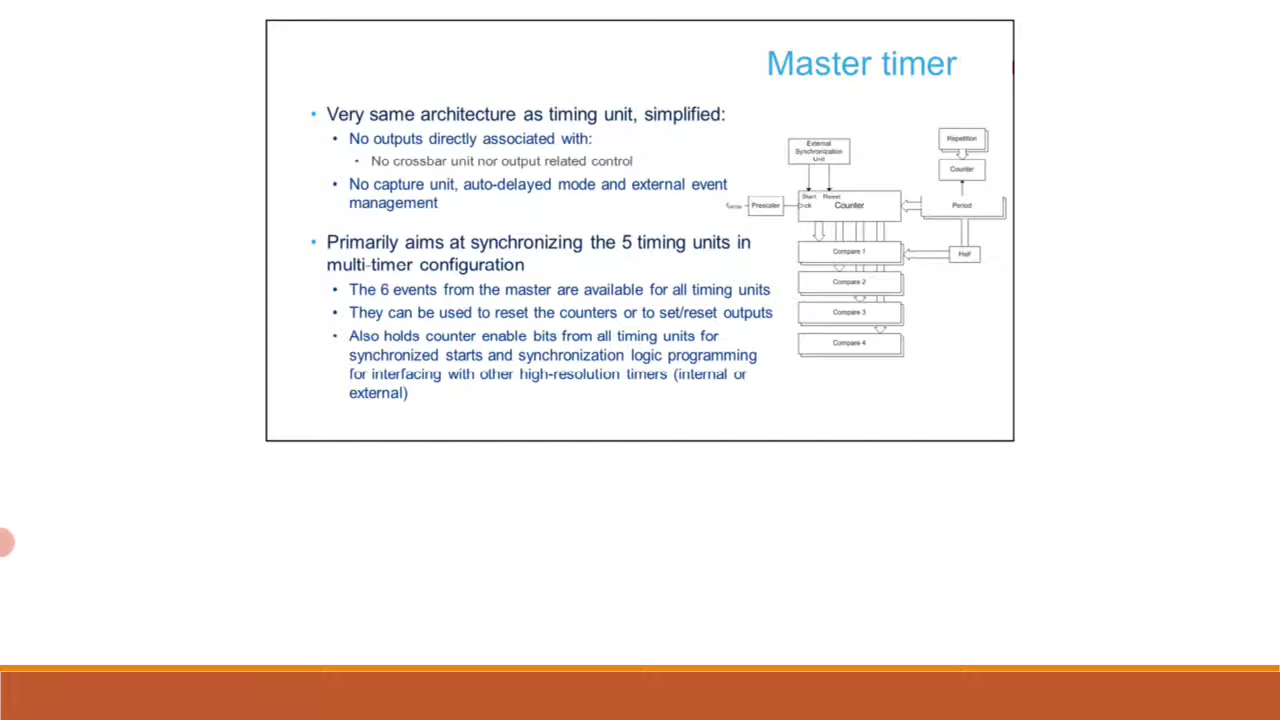 Master timer
Very same architecture as timing unit, simplified:
No outputs directly associated with:
No crossbar unit nor output related control
No capture unit, auto-delayed mode and external event
management
Primarily aims at synchronizing the 5 timing units in
multi-timer configuration
The 6 events from the master are available for all timing units
They can be used to reset the counters or to set/reset outputs
Also holds counter enable bits from all timing units for
synchronized starts and synchronization logic programming
for interfacing with other high-resolution timers (internal or
external)
External
Synchronization
Unit
Repetition
Counter
Start Reset
Prescaler
ck
Counter
Period
Compare 1
Half
Compare 2
Compare 3
Compare 4